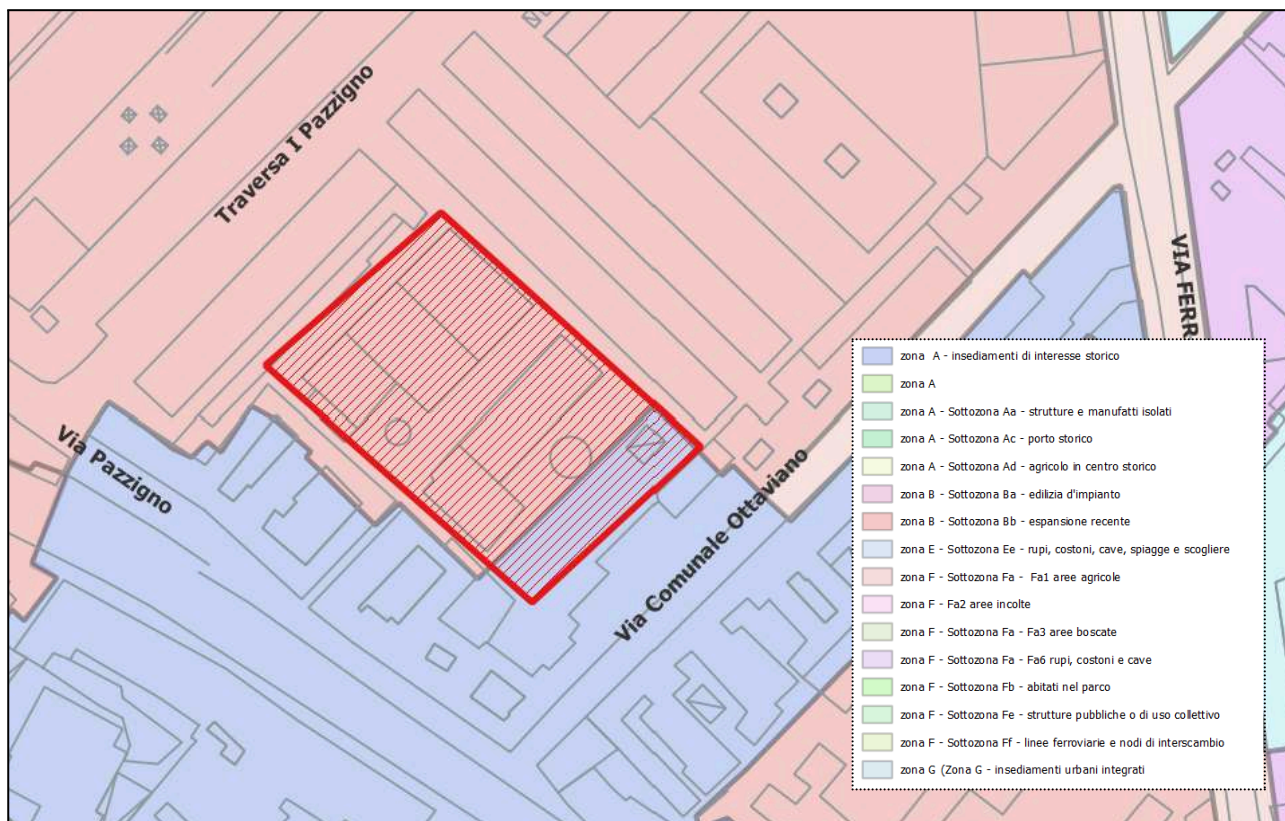 Traversa I Pazzigno
Via Pazzigno
Via Comunale Ottaviano
VIA FERR
zona A - insediamenti di interesse storico
zona A
zona A - Sottozona Aa - strutture e manufatti isolati
zona A - Sottozona Ac - porto storico
zona A - Sottozona Ad - agricolo in centro storico
zona B - Sottozona Ba - edilizia d'impianto
zona B - Sottozona Bb - espansione recente
zona E - Sottozona Ee - rupi, costoni, cave, spiagge e scogliere
zona F - Sottozona Fa - Fa1 aree agricole
zona F - Fa2 aree incolte
zona F - Sottozona Fa - Fa3 aree boscate
zona F - Sottozona Fa - Fa6 rupi, costoni e cave
zona F - Sottozona Fb - abitati nel parco
zona F - Sottozona Fe - strutture pubbliche o di uso collettivo
zona F - Sottozona Ff - linee ferroviarie e nodi di interscambio
zona G (Zona G - insediamenti urbani integrati